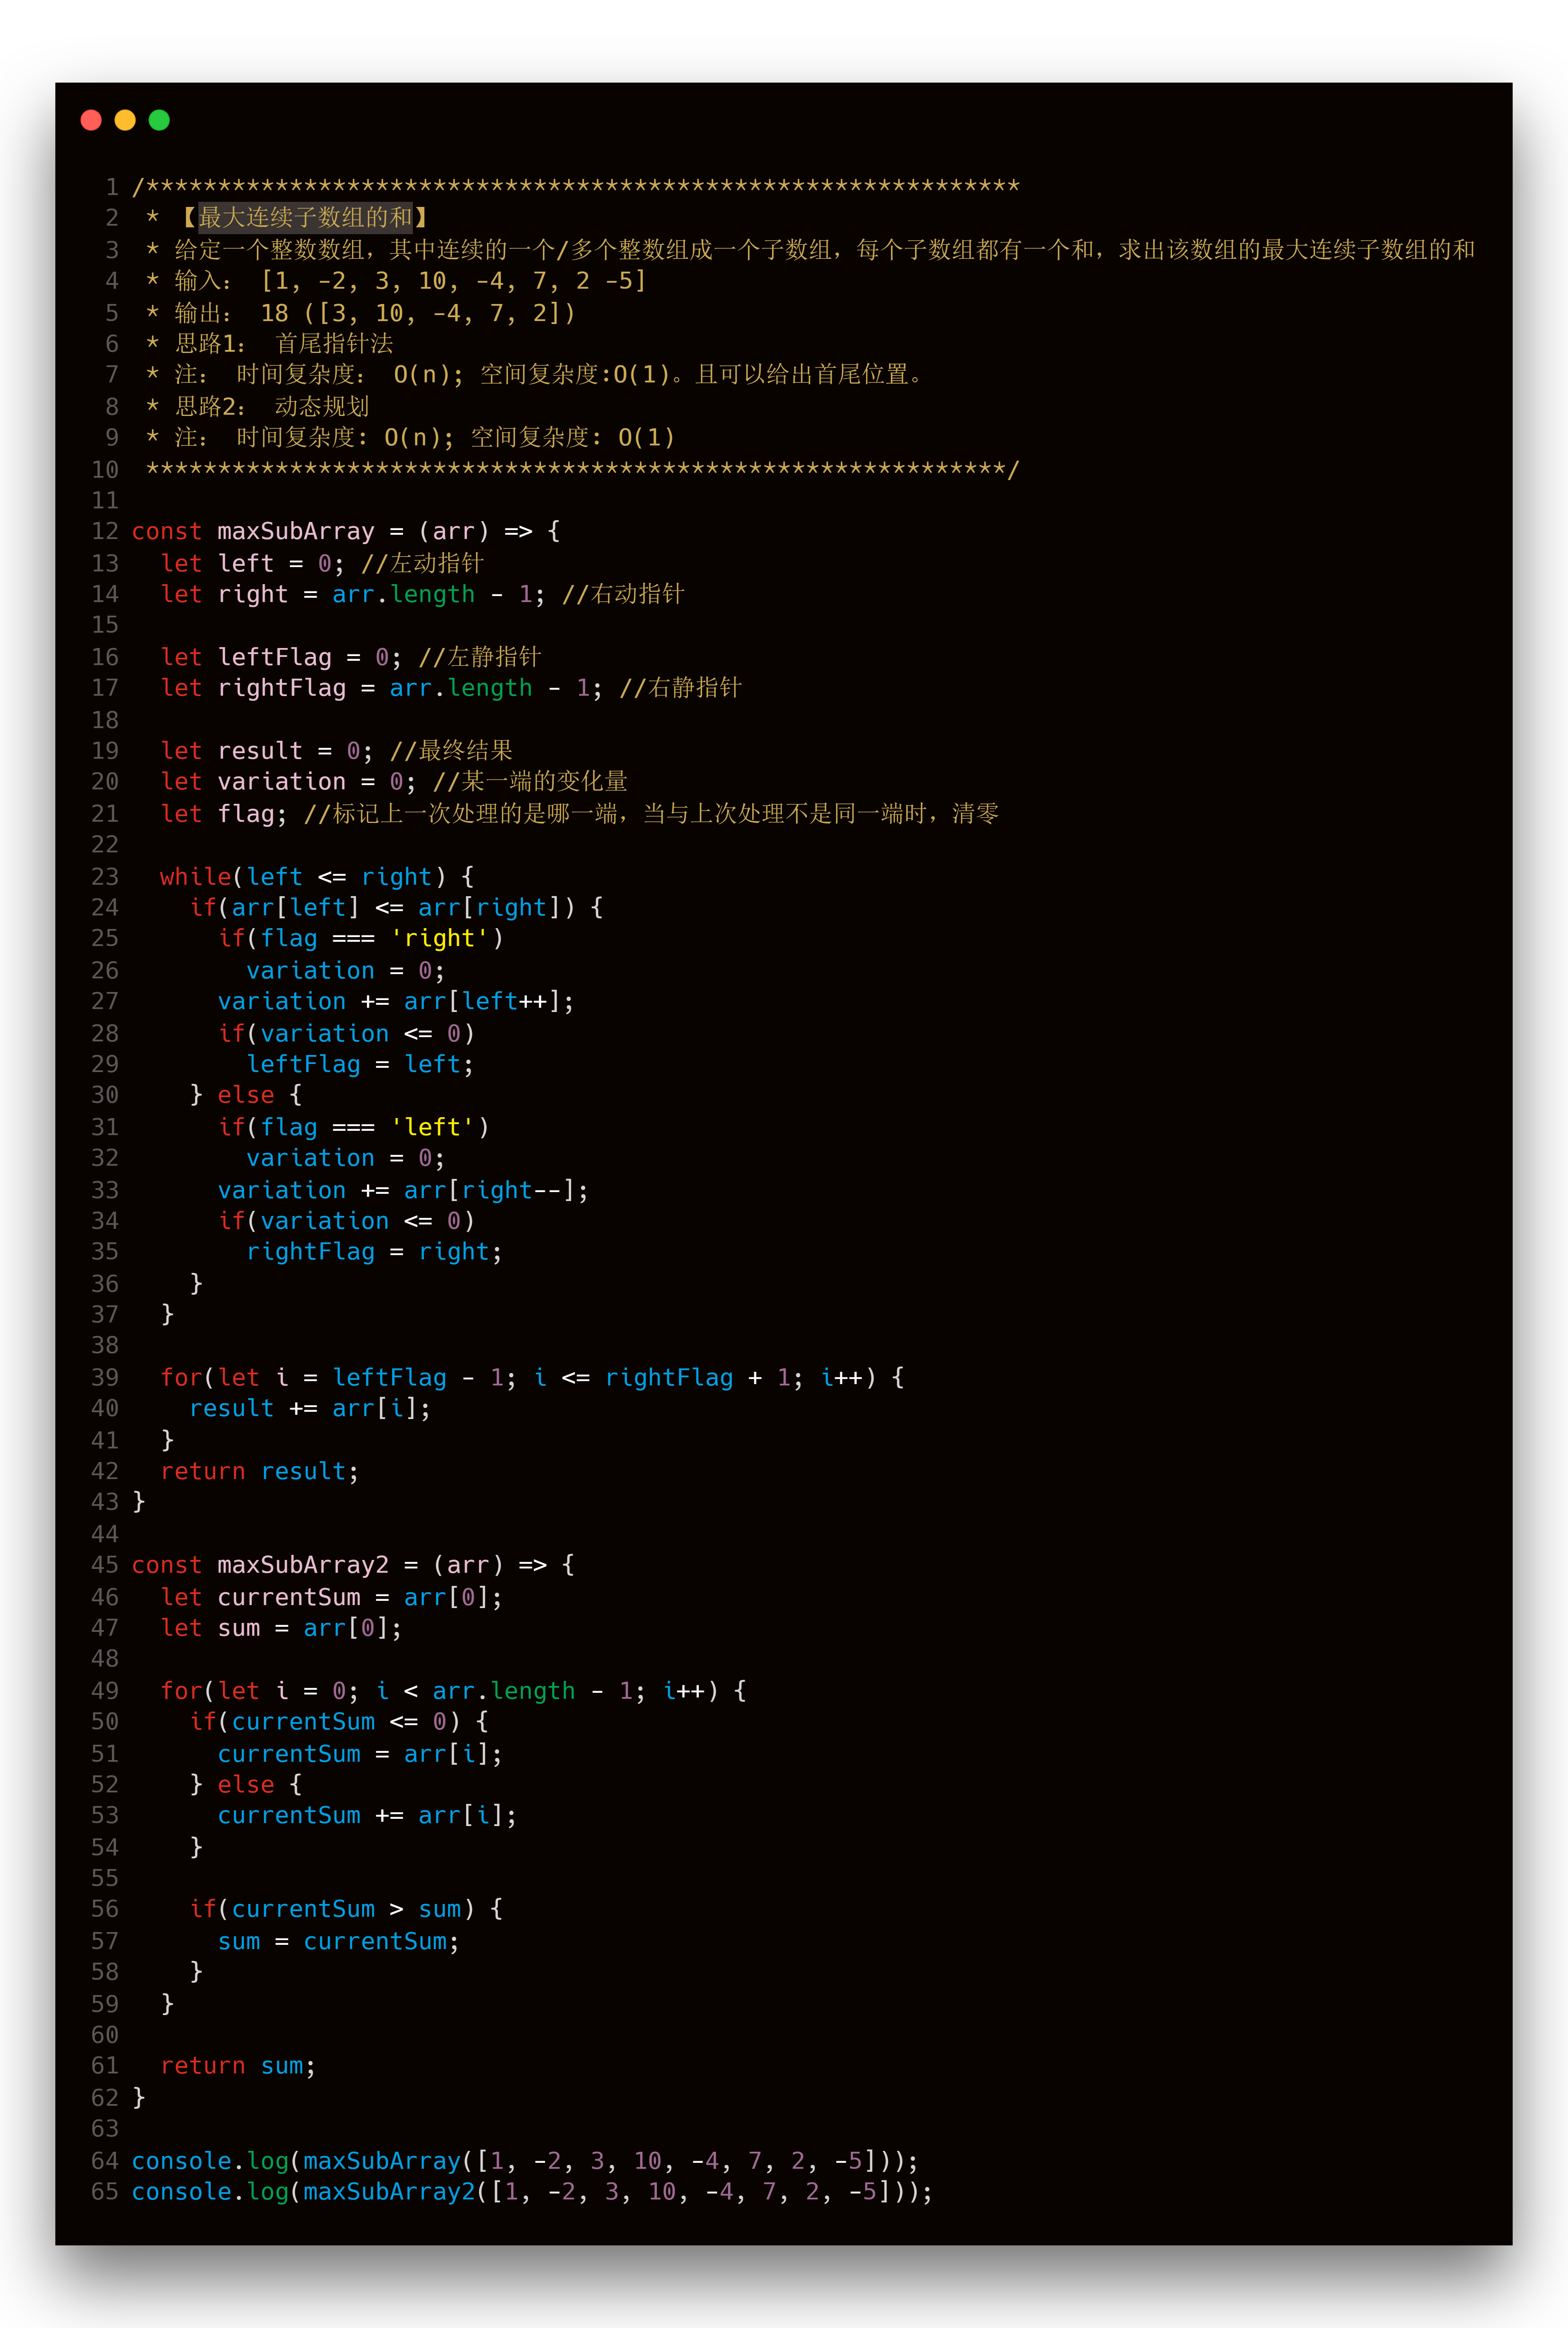 1 /*************************************************************
2  * 【最大连续子数组的和】
3  * 给定一个整数数组，其中连续的一个/多个整数组成一个子数组，每个子数组都有一个和，求出该数组的最大连续子数组的和
4  * 输入： [1, -2, 3, 10, -4, 7, 2 -5]
5  * 输出： 18 ([3, 10, -4, 7, 2])
6  * 思路1： 首尾指针法
7  * 注： 时间复杂度： O(n); 空间复杂度:O(1)。且可以给出首尾位置。
8  * 思路2： 动态规划
9  * 注： 时间复杂度: O(n); 空间复杂度: O(1)
10  ************************************************************/
11
12 const maxSubArray = (arr) => {
13   let left = 0; //左动指针
14   let right = arr.length - 1; //右动指针
15
16   let leftFlag = 0; //左静指针
17   let rightFlag = arr.length - 1; //右静指针
18
19   let result = 0; //最终结果
20   let variation = 0; //某一端的变化量
21   let flag; //标记上一次处理的是哪一端，当与上次处理不是同一端时，清零
22
23   while(left <= right) {
24     if(arr[left] <= arr[right]) {
25       if(flag === 'right')
26         variation = 0;
27       variation += arr[left++];
28       if(variation <= 0)
29         leftFlag = left;
30     } else {
31       if(flag === 'left')
32         variation = 0;
33       variation += arr[right--];
34       if(variation <= 0)
35         rightFlag = right;
36     }
37   }
38
39   for(let i = leftFlag - 1; i <= rightFlag + 1; i++) {
40     result += arr[i];
41   }
42   return result;
43 }
44
45 const maxSubArray2 = (arr) => {
46   let currentSum = arr[0];
47   let sum = arr[0];
48
49   for(let i = 0; i < arr.length - 1; i++) {
50     if(currentSum <= 0) {
51       currentSum = arr[i];
52     } else {
53       currentSum += arr[i];
54     }
55
56     if(currentSum > sum) {
57       sum = currentSum;
58     }
59   }
60
61   return sum;
62 }
63
64 console.log(maxSubArray([1, -2, 3, 10, -4, 7, 2, -5]));
65 console.log(maxSubArray2([1, -2, 3, 10, -4, 7, 2, -5]));